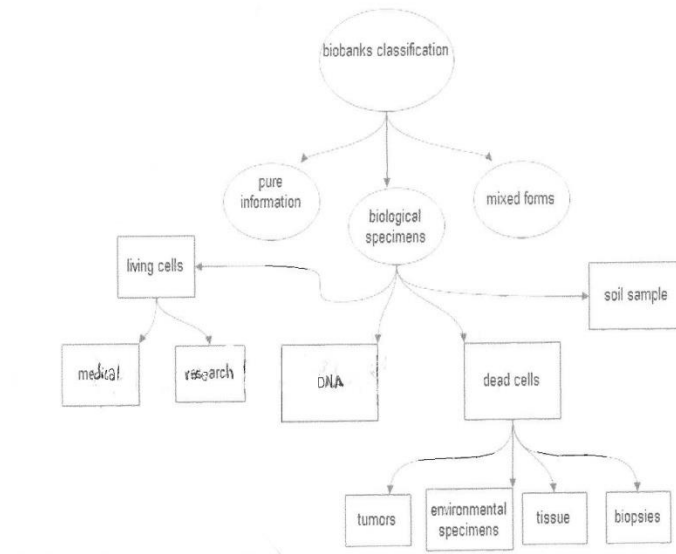 biobanks classification
pure
information
biological
specimens
mixed forms
living cells
soil sample
medical
research
DNA
dead cells
tumors
environmental
specimens
tissue
biopsies